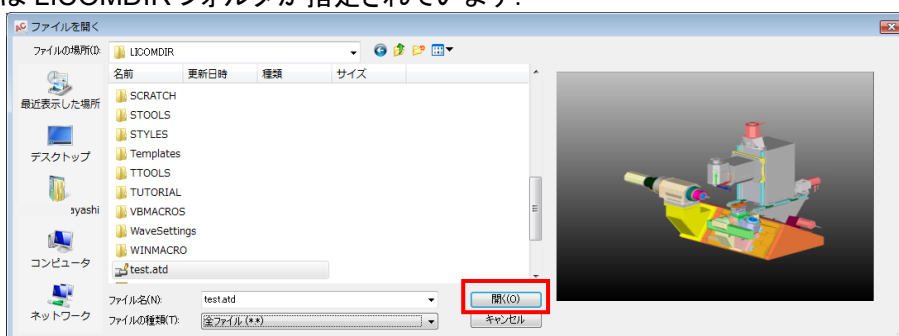 は LICOMDIR フォルダが指定されています.
ファイルを開く
ファイルの場所(I): LICOMDIR
名前 更新日時 種類 サイズ
最近表示した場所
デスクトップ
ayashi
コンピュータ
ネットワーク
SCRATCH
STOOLS
STYLES
Templates
TTOOLS
TUTORIAL
VBMACROS
WaveSettings
WINMACRO
test.atd
ファイル名(N): test.atd 開く(O)
ファイルの種類(T): 全ファイル (*.*) キャンセル